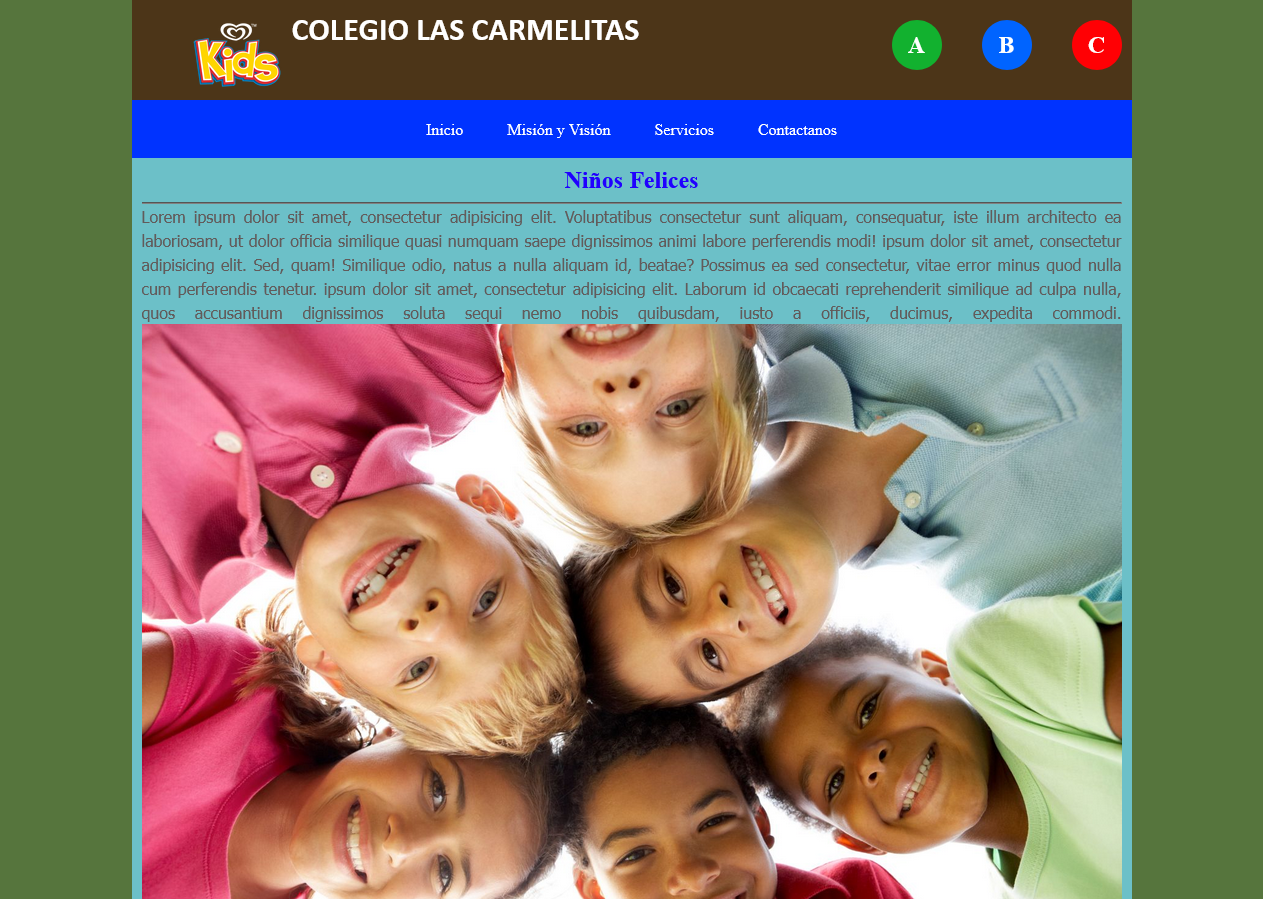 Kids
COLEGIO LAS CARMELITAS
A B C
Inicio Misión y Visión Servicios Contactanos
Niños Felices
Lorem ipsum dolor sit amet, consectetur adipisicing elit. Voluptatibus consectetur sunt aliquam, consequatur, iste illum architecto ea
laboriosam, ut dolor officia similique quasi numquam saepe dignissimos animi labore perferendis modi! ipsum dolor sit amet, consectetur
adipisicing elit. Sed, quam! Similique odio, natus a nulla aliquam id, beatae? Possimus ea sed consectetur, vitae error minus quod nulla
cum perferendis tenetur. ipsum dolor sit amet, consectetur adipisicing elit. Laborum id obcaecati reprehenderit similique ad culpa nulla,
quos accusantium dignissimos soluta sequi nemo nobis quibusdam, iusto a officiis, ducimus, expedita commodi.